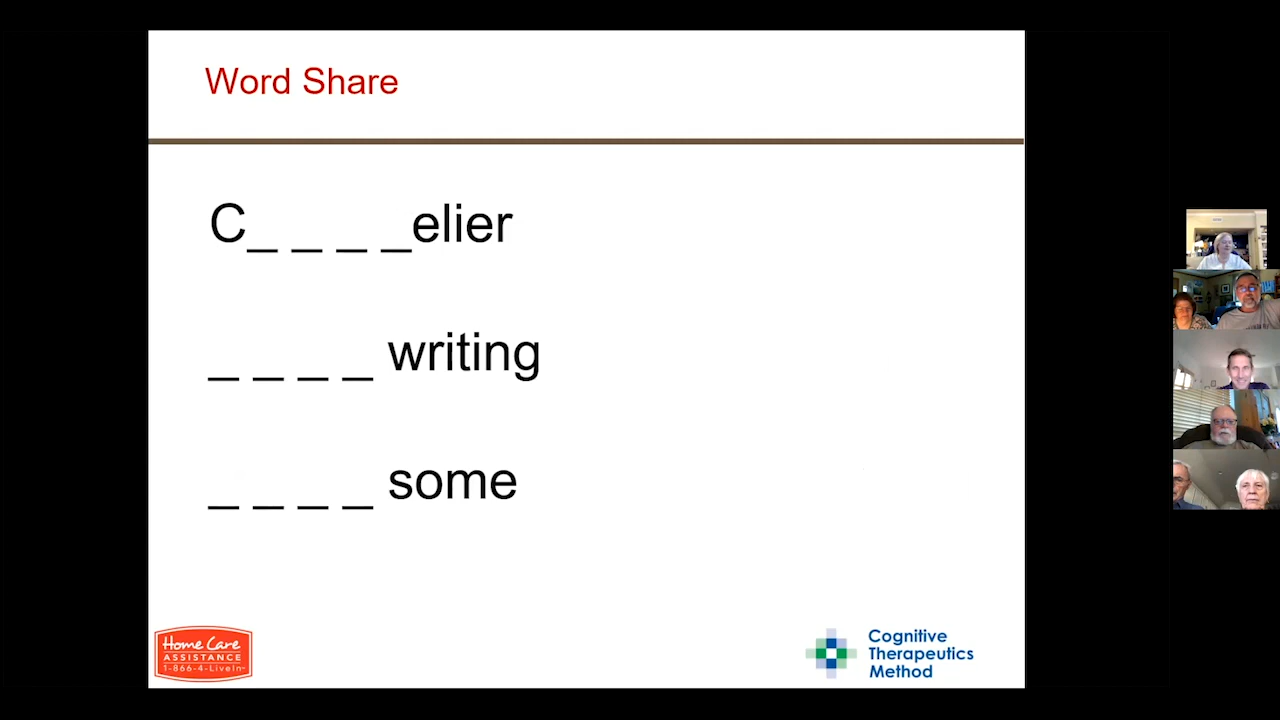 Word Share
C_ _ _ _elier
_ _ _ _ writing
_ _ _ _ some
Home Care
ASSISTANCE
1-866-4-LiveIn
Cognitive
Therapeutics
Method